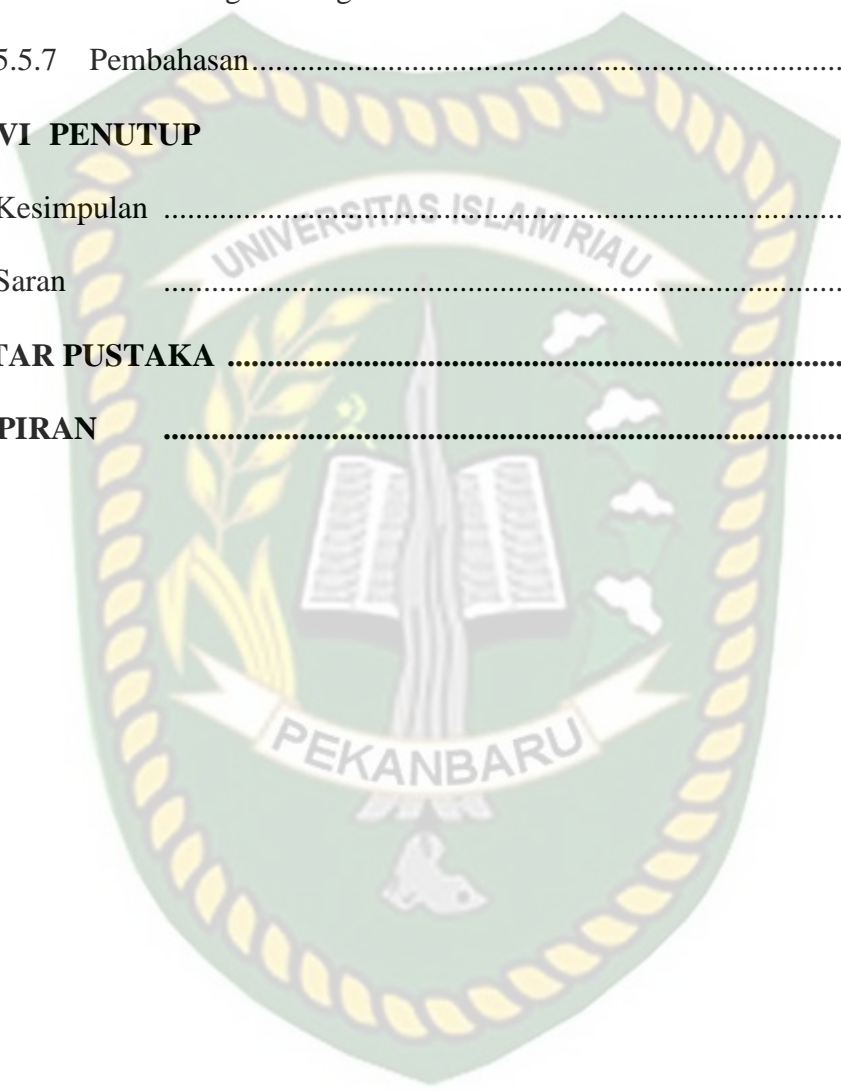 5.5.7 Pembahasan..........................................................................
VI PENUTUP
Kesimpulan ......................................................................................
Saran ......................................................................................
TAR PUSTAKA ..............................................................................
PIRAN ......................................................................................
UNIVERSITAS ISLAM RIAU
PEKANBARU